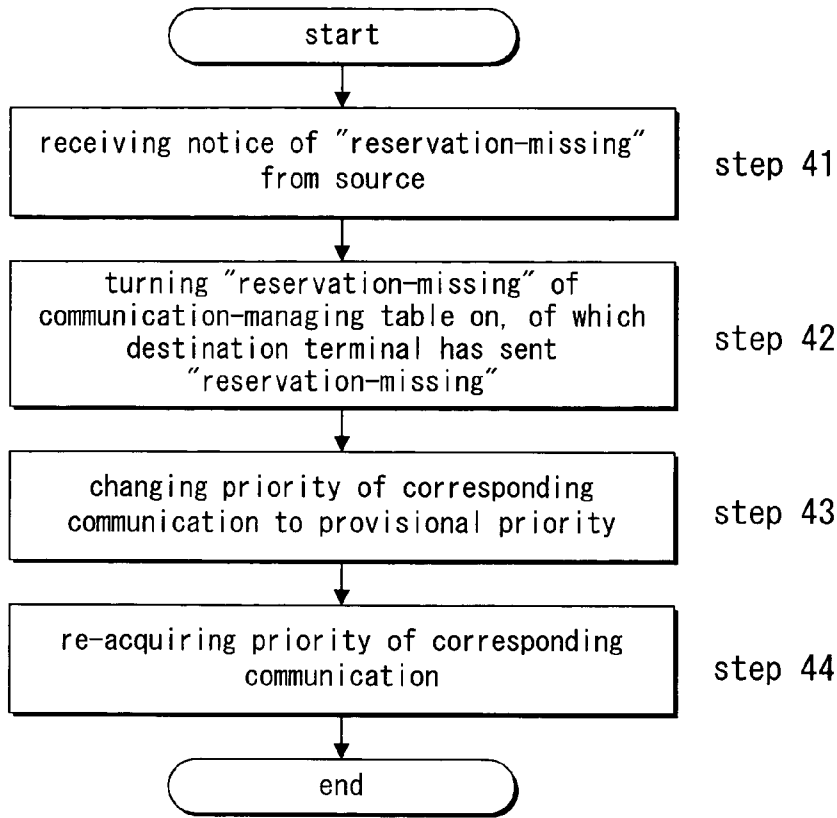 start
receiving notice of "reservation-missing"
from source
step 41
turning "reservation-missing" of
communication-managing table on, of which
destination terminal has sent
"reservation-missing"
step 42
changing priority of corresponding
communication to provisional priority
step 43
re-acquiring priority of corresponding
communication
step 44
end